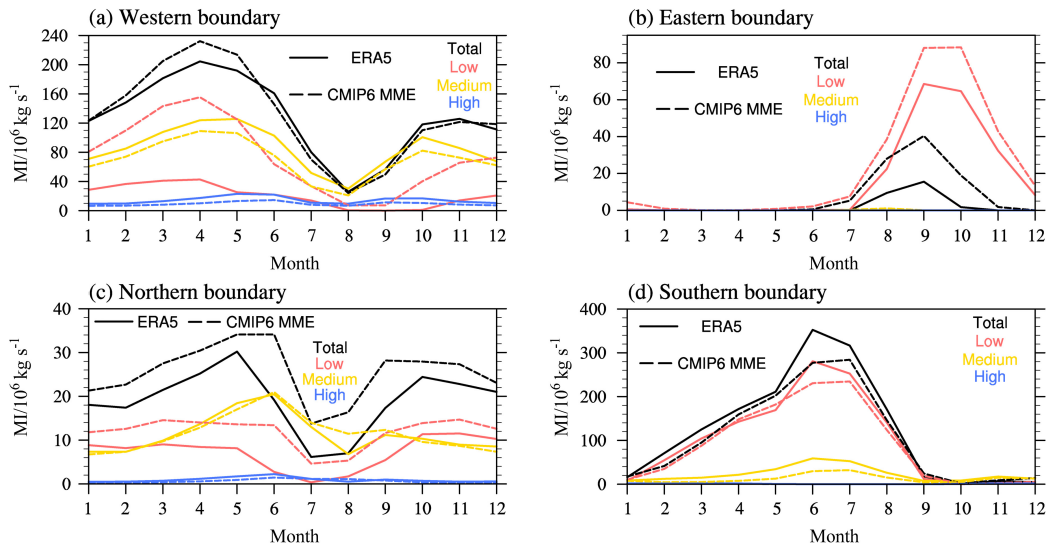 (a) Western boundary
MI/10⁶ kg s⁻¹
240
200
160
120
80
40
0
ERA5
CMIP6 MME
Total
Low
Medium
High
1 2 3 4 5 6 7 8 9 10 11 12
Month
(b) Eastern boundary
MI/10⁶ kg s⁻¹
80
60
40
20
0
ERA5
CMIP6 MME
Total
Low
Medium
High
1 2 3 4 5 6 7 8 9 10 11 12
Month
(c) Northern boundary
MI/10⁶ kg s⁻¹
40
30
20
10
0
ERA5 CMIP6 MME
Total
Low
Medium
High
1 2 3 4 5 6 7 8 9 10 11 12
Month
(d) Southern boundary
MI/10⁶ kg s⁻¹
400
300
200
100
0
ERA5
CMIP6 MME
Total
Low
Medium
High
1 2 3 4 5 6 7 8 9 10 11 12
Month